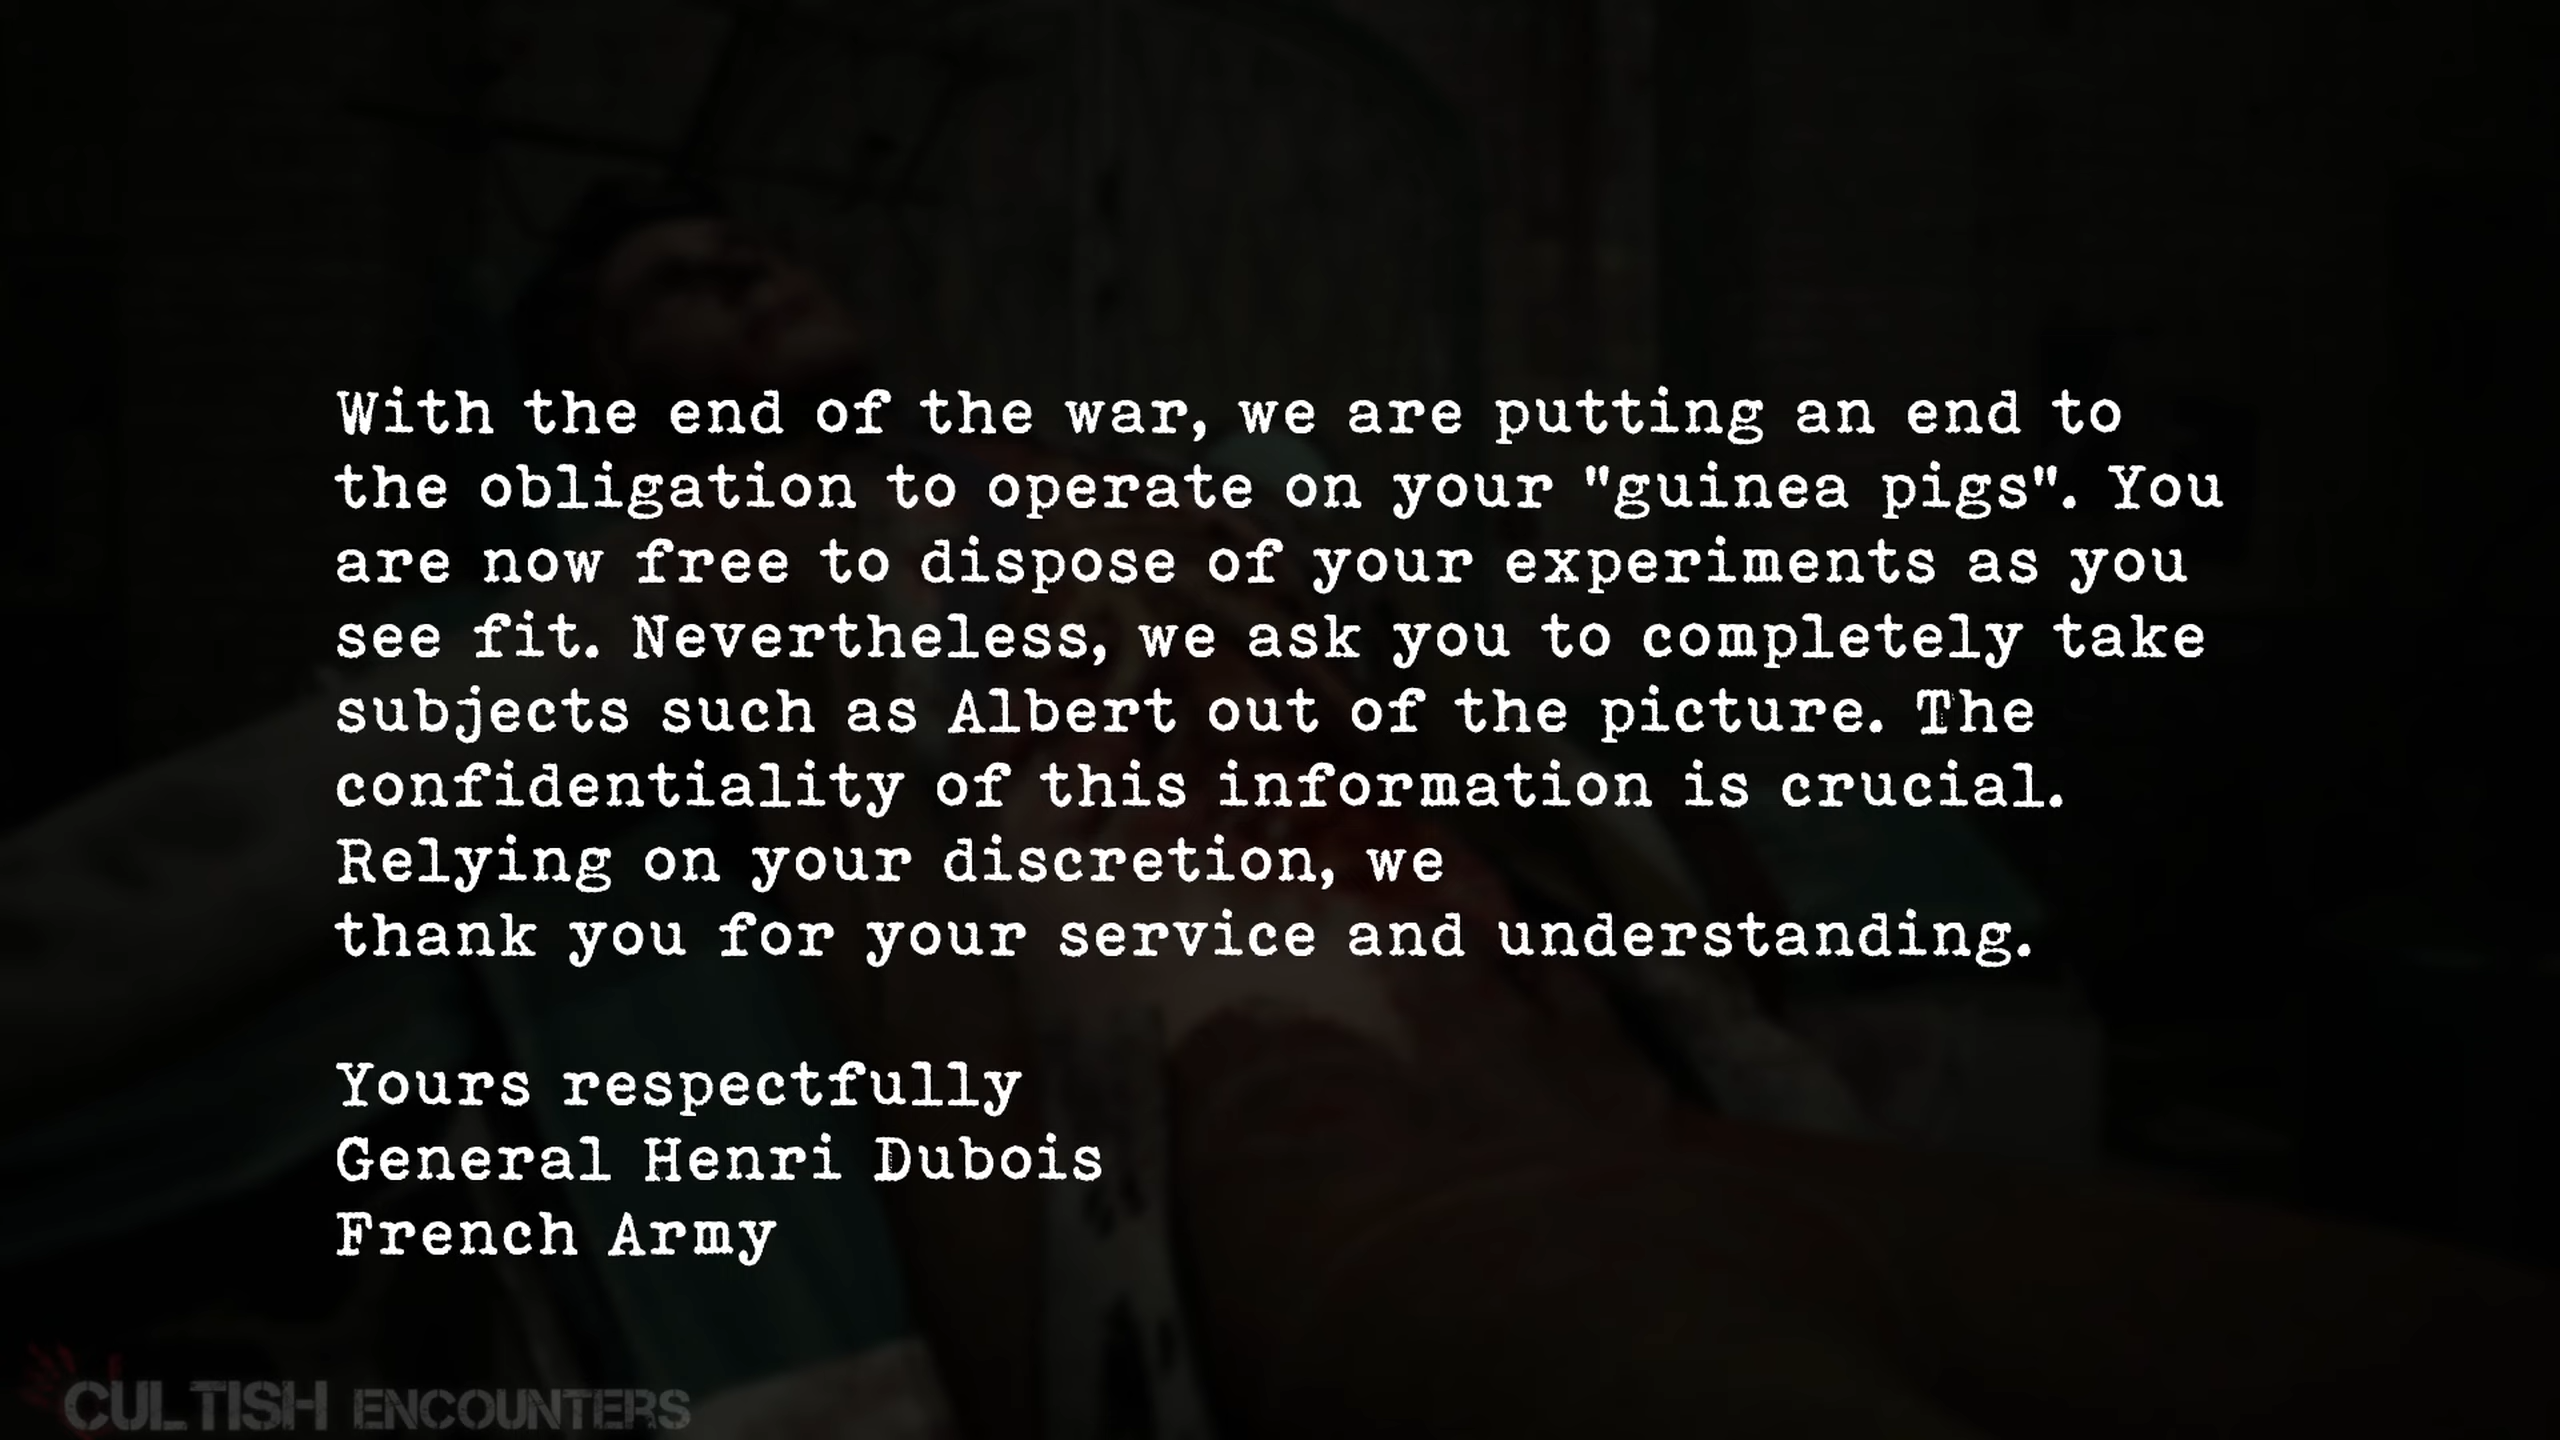 With the end of the war, we are putting an end to
the obligation to operate on your "guinea pigs". You
are now free to dispose of your experiments as you
see fit. Nevertheless, we ask you to completely take
subjects such as Albert out of the picture. The
confidentiality of this information is crucial.
Relying on your discretion, we
thank you for your service and understanding.
Yours respectfully
General Henri Dubois
French Army
CULTISH ENCOUNTERS